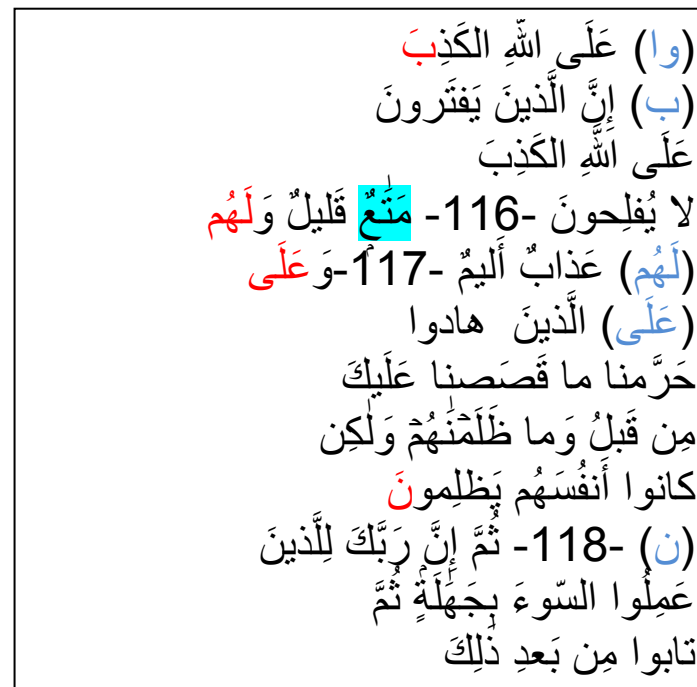 (وا) عَلَى اللَّهِ الكَذِبَ
(ب) إِنَّ الَّذينَ يَفتَرونَ
عَلَى اللَّهِ الكَذِبَ
لا يُفلِحونَ -116- مَتَٰعٌ قَليلٌ وَلَهُم
(لَهُم) عَذابٌ أَليمٌ -117-وَعَلَى
(عَلَى) الَّذينَ هادوا
حَرَّمنا ما قَصَصنا عَلَيكَ
مِن قَبلُ وَما ظَلَمۡنَٰهُمۡ وَلَٰكِن
كانوا أَنفُسَهُم يَظلِمونَ
(ن) -118- ثُمَّ إِنَّ رَبَّكَ لِلَّذينَ
عَمِلُوا السّوءَ بِجَهَٰلَةٖ ثُمَّ
تابوا مِن بَعدِ ذَٰلِكَ